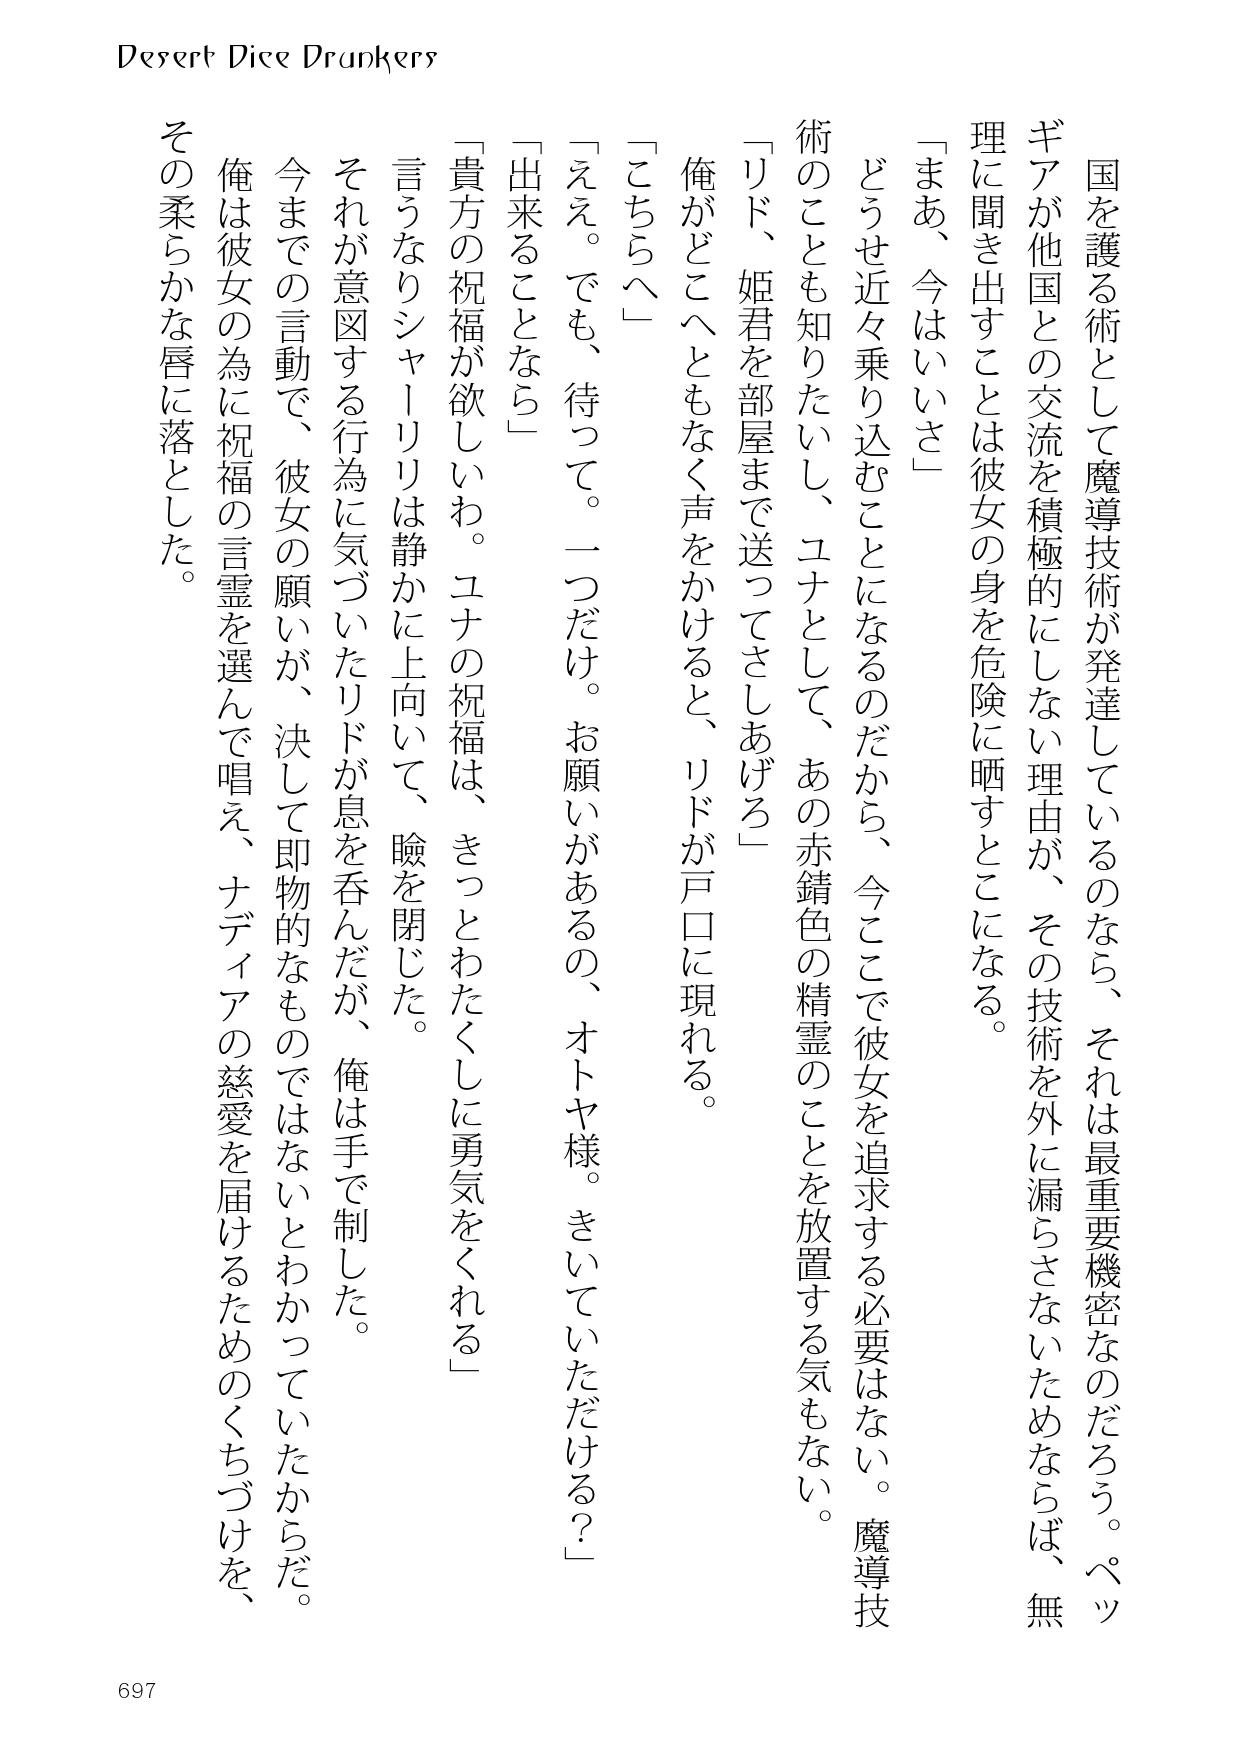 Desert Dice Drunkers
国を護る術として魔導技術が発達しているのなら、それは最重要機密なのだろう。ペッ
ギアが他国との交流を積極的にしない理由が、その技術を外に漏らさないためならば、無
理に聞き出すことは彼女の身を危険に晒すとこになる。
「まあ、今はいいさ」
どうせ近々乗り込むことになるのだから、今ここで彼女を追求する必要はない。魔導技
術のことも知りたいし、ユナとして、あの赤錆色の精霊のことを放置する気もない。
「リド、姫君を部屋まで送ってさしあげろ」
俺がどこへともなく声をかけると、リドが戸口に現れる。
「こちらへ」
「ええ。でも、待って。一つだけ。お願いがあるの、オトヤ様。きいていただける？」
「出来ることなら」
「貴方の祝福が欲しいわ。ユナの祝福は、きっとわたくしに勇気をくれる」
言うなりシャーリリは静かに上向いて、瞼を閉じた。
それが意図する行為に気づいたリドが息を呑んだが、俺は手で制した。
今までの言動で、彼女の願いが、決して即物的なものではないとわかっていたからだ。
俺は彼女の為に祝福の言霊を選んで唱え、ナディアの慈愛を届けるためのくちづけを、
その柔らかな唇に落とした。
697